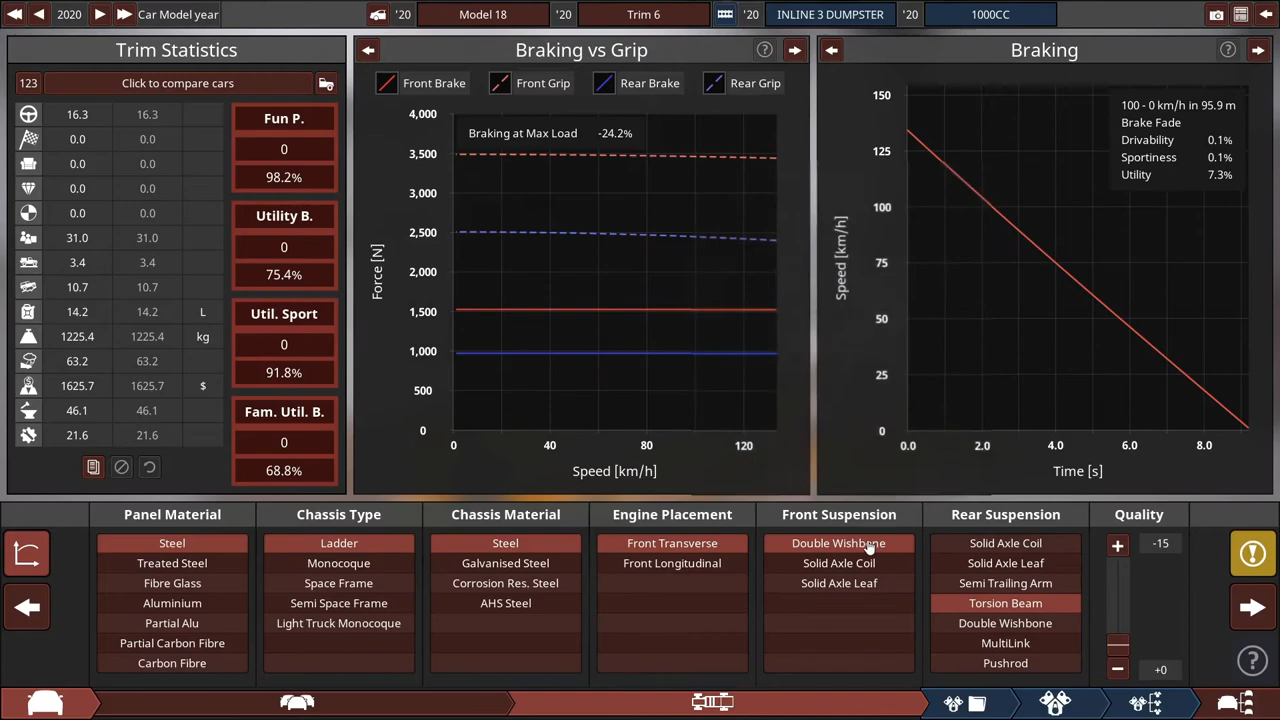 2020 Car Model year '20 Model 18 '20 Trim 6 '20 INLINE 3 DUMPSTER '20 1000CC
Trim Statistics
123 Click to compare cars
16.3 16.3
0.0 0.0
0.0 0.0
0.0 0.0
0.0 0.0
31.0 31.0
3.4 3.4
10.7 10.7
14.2 14.2 L
1225.4 1225.4 kg
63.2 63.2
1625.7 1625.7 $
46.1 46.1
21.6 21.6
Fun P.
0
98.2%
Utility B.
0
75.4%
Util. Sport
0
91.8%
Fam. Util. B.
0
68.8%
Braking vs Grip ?
Front Brake Front Grip Rear Brake Rear Grip
Braking at Max Load -24.2%
4,000
3,500
3,000
2,500
2,000
1,500
1,000
500
0
Force [N]
0 40 80 120
Speed [km/h]
Braking ?
100 - 0 km/h in 95.9 m
Brake Fade
Drivability 0.1%
Sportiness 0.1%
Utility 7.3%
150
125
100
75
50
25
0
Speed [km/h]
0.0 2.0 4.0 6.0 8.0
Time [s]
Panel Material
Steel
Treated Steel
Fibre Glass
Aluminium
Partial Alu
Partial Carbon Fibre
Carbon Fibre
Chassis Type
Ladder
Monocoque
Space Frame
Semi Space Frame
Light Truck Monocoque
Chassis Material
Steel
Galvanised Steel
Corrosion Res. Steel
AHS Steel
Engine Placement
Front Transverse
Front Longitudinal
Front Suspension
Double Wishbone
Solid Axle Coil
Solid Axle Leaf
Rear Suspension
Solid Axle Coil
Solid Axle Leaf
Semi Trailing Arm
Torsion Beam
Double Wishbone
MultiLink
Pushrod
Quality
+ -15
- +0
!
?